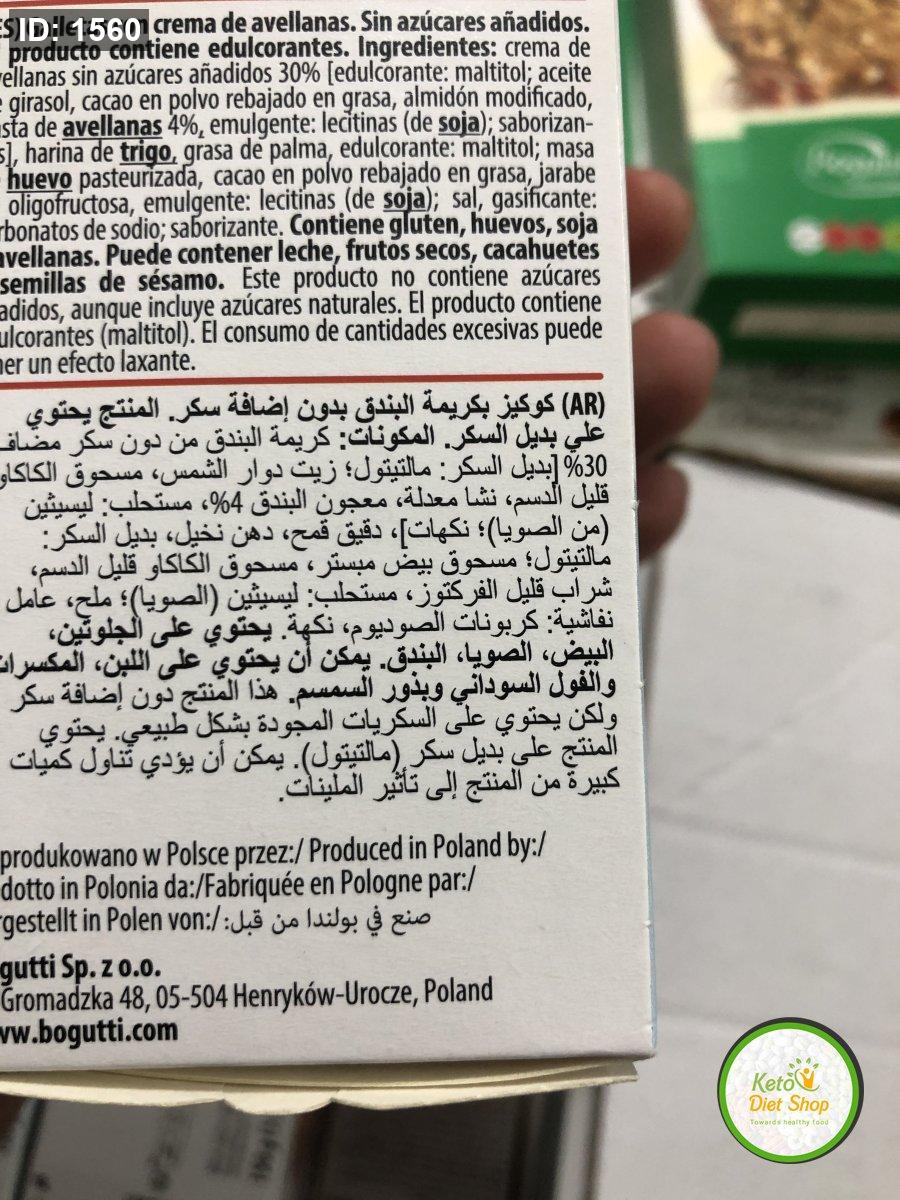 ID: 1560
crema de avellanas. Sin azúcares añadidos.
producto contiene edulcorantes. Ingredientes: crema de
vellanas sin azúcares añadidos 30% [edulcorante: maltitol; aceite
girasol, cacao en polvo rebajado en grasa, almidón modificado,
sta de avellanas 4%, emulgente: lecitinas (de soja); saborizan-
s], harina de trigo, grasa de palma, edulcorante: maltitol; masa
huevo pasteurizada, cacao en polvo rebajado en grasa, jarabe
oligofructosa, emulgente: lecitinas (de soja); sal, gasificante:
rbonatos de sodio; saborizante. Contiene gluten, huevos, soja
avellanas. Puede contener leche, frutos secos, cacahuetes
semillas de sésamo. Este producto no contiene azúcares
adidos, aunque incluye azúcares naturales. El producto contiene
ulcorantes (maltitol). El consumo de cantidades excesivas puede
ner un efecto laxante.
(AR) كوكيز بكريمة البندق بدون إضافة سكر. المنتج يحتوي
علي بديل السكر. المكونات: كريمة البندق من دون سكر مضاف
30% [بديل السكر: مالتيتول؛ زيت دوار الشمس، مسحوق الكاكاو
قليل الدسم، نشا معدلة، معجون البندق 4%، مستحلب: ليسيثين
(من الصويا)؛ نكهات]، دقيق قمح، دهن نخيل، بديل السكر:
مالتيتول؛ مسحوق بيض مبستر، مسحوق الكاكاو قليل الدسم،
شراب قليل الفركتوز، مستحلب: ليسيثين (الصويا)؛ ملح، عامل
نفاشية: كربونات الصوديوم، نكهة. يحتوي على الجلوتين،
البيض، الصويا، البندق. يمكن أن يحتوي على اللبن، المكسرات
والفول السوداني وبذور السمسم. هذا المنتج دون إضافة سكر
ولكن يحتوي على السكريات المجودة بشكل طبيعي. يحتوي
المنتج على بديل سكر (مالتيتول). يمكن أن يؤدي تناول كميات
كبيرة من المنتج إلى تأثير الملينات.
produkowano w Polsce przez:/ Produced in Poland by:/
dotto in Polonia da:/Fabriquée en Pologne par:/
rgestellt in Polen von:/ صنع في بولندا من قبل:
gutti Sp. z o.o.
Gromadzka 48, 05-504 Henryków-Urocze, Poland
ww.bogutti.com
Keto
Diet Shop
Towards healthy food